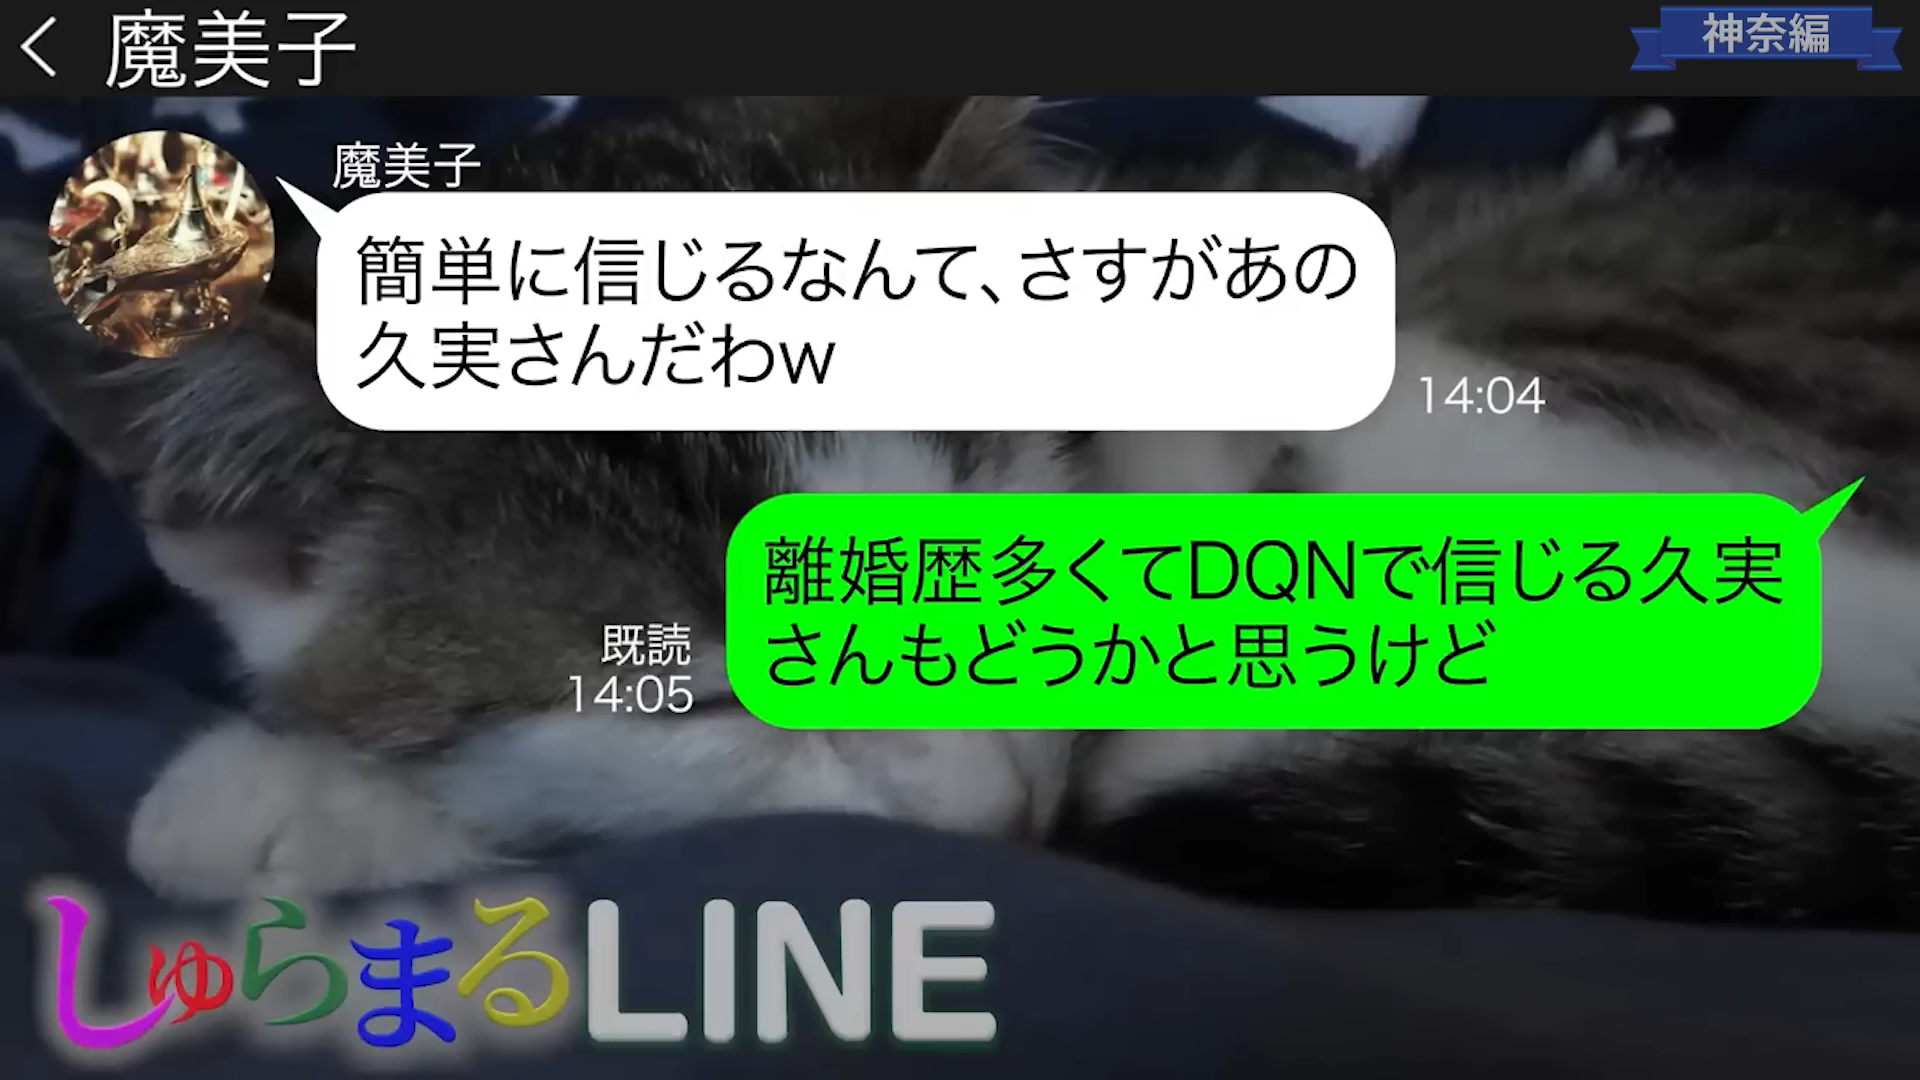 魔美子
神奈編
魔美子
簡単に信じるなんて、さすがあの
久実さんだわw
14:04
離婚歴多くてDQNで信じる久実
さんもどうかと思うけど
既読
14:05
しゅらまるLINE